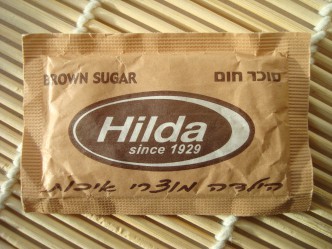 BROWN SUGAR סוכר חום
Hilda
since 1929
הילדה מוצרי איכות